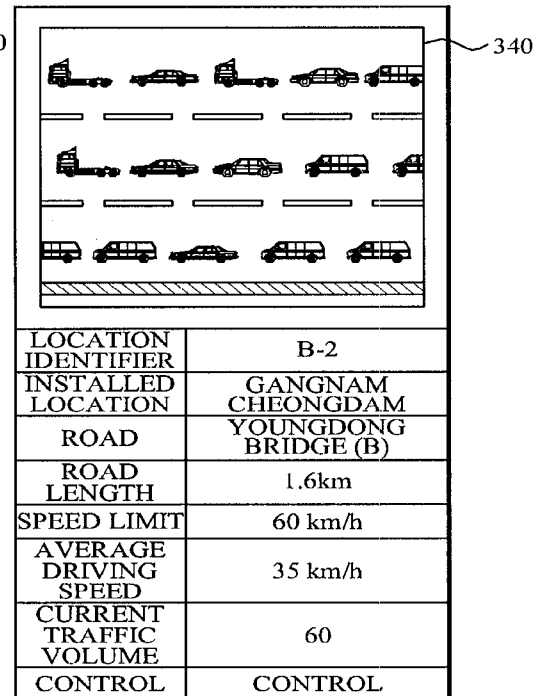 0
340
LOCATION IDENTIFIER B-2
INSTALLED LOCATION GANGNAM CHEONGDAM
ROAD YOUNGDONG BRIDGE (B)
ROAD LENGTH 1.6km
SPEED LIMIT 60 km/h
AVERAGE DRIVING SPEED 35 km/h
CURRENT TRAFFIC VOLUME 60
CONTROL CONTROL